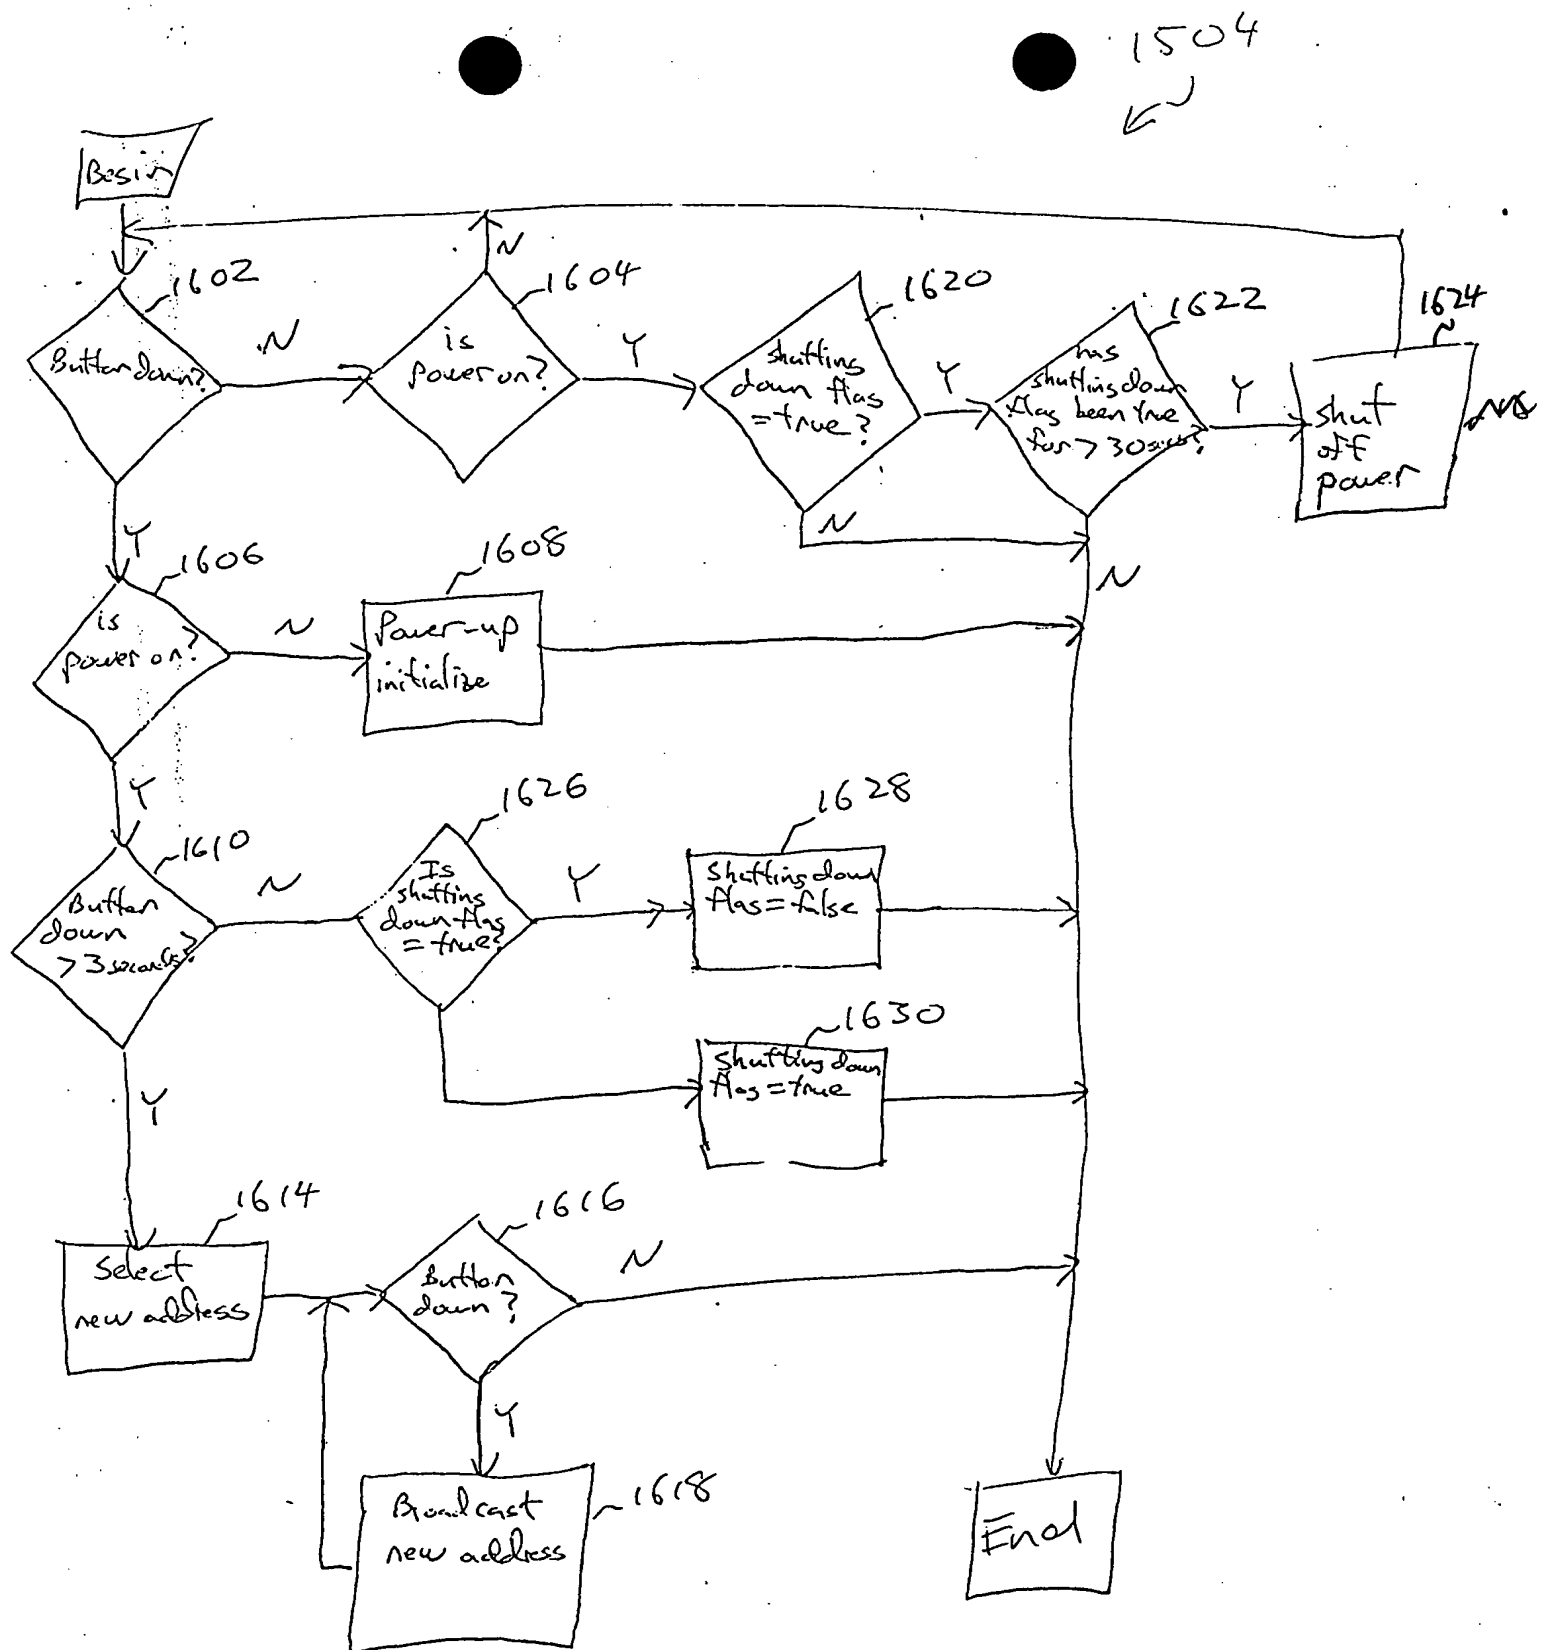 1504
Begin
1602
Button down?
N
Y
1604
is
power on?
N
Y
1620
shutting
down flag
=true?
Y
N
1622
has
shutting down
flag been true
for > 30 secs?
Y
N
1624
shut
off
power
1606
is
power on?
N
Y
1608
Power-up
initialize
1610
Button
down
> 3 seconds?
N
Y
1626
Is
shutting
down flag
= true?
Y
1628
Shutting down
flag = false
1630
Shutting down
flag = true
1614
Select
new address
1616
Button
down?
N
Y
1618
Broadcast
new address
End